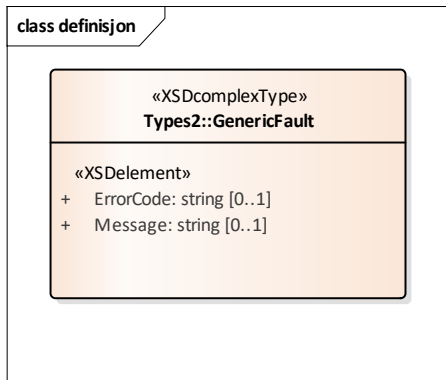 class definisjon
«XSDcomplexType»
Types2::GenericFault
«XSDelement»
+ ErrorCode: string [0..1]
+ Message: string [0..1]